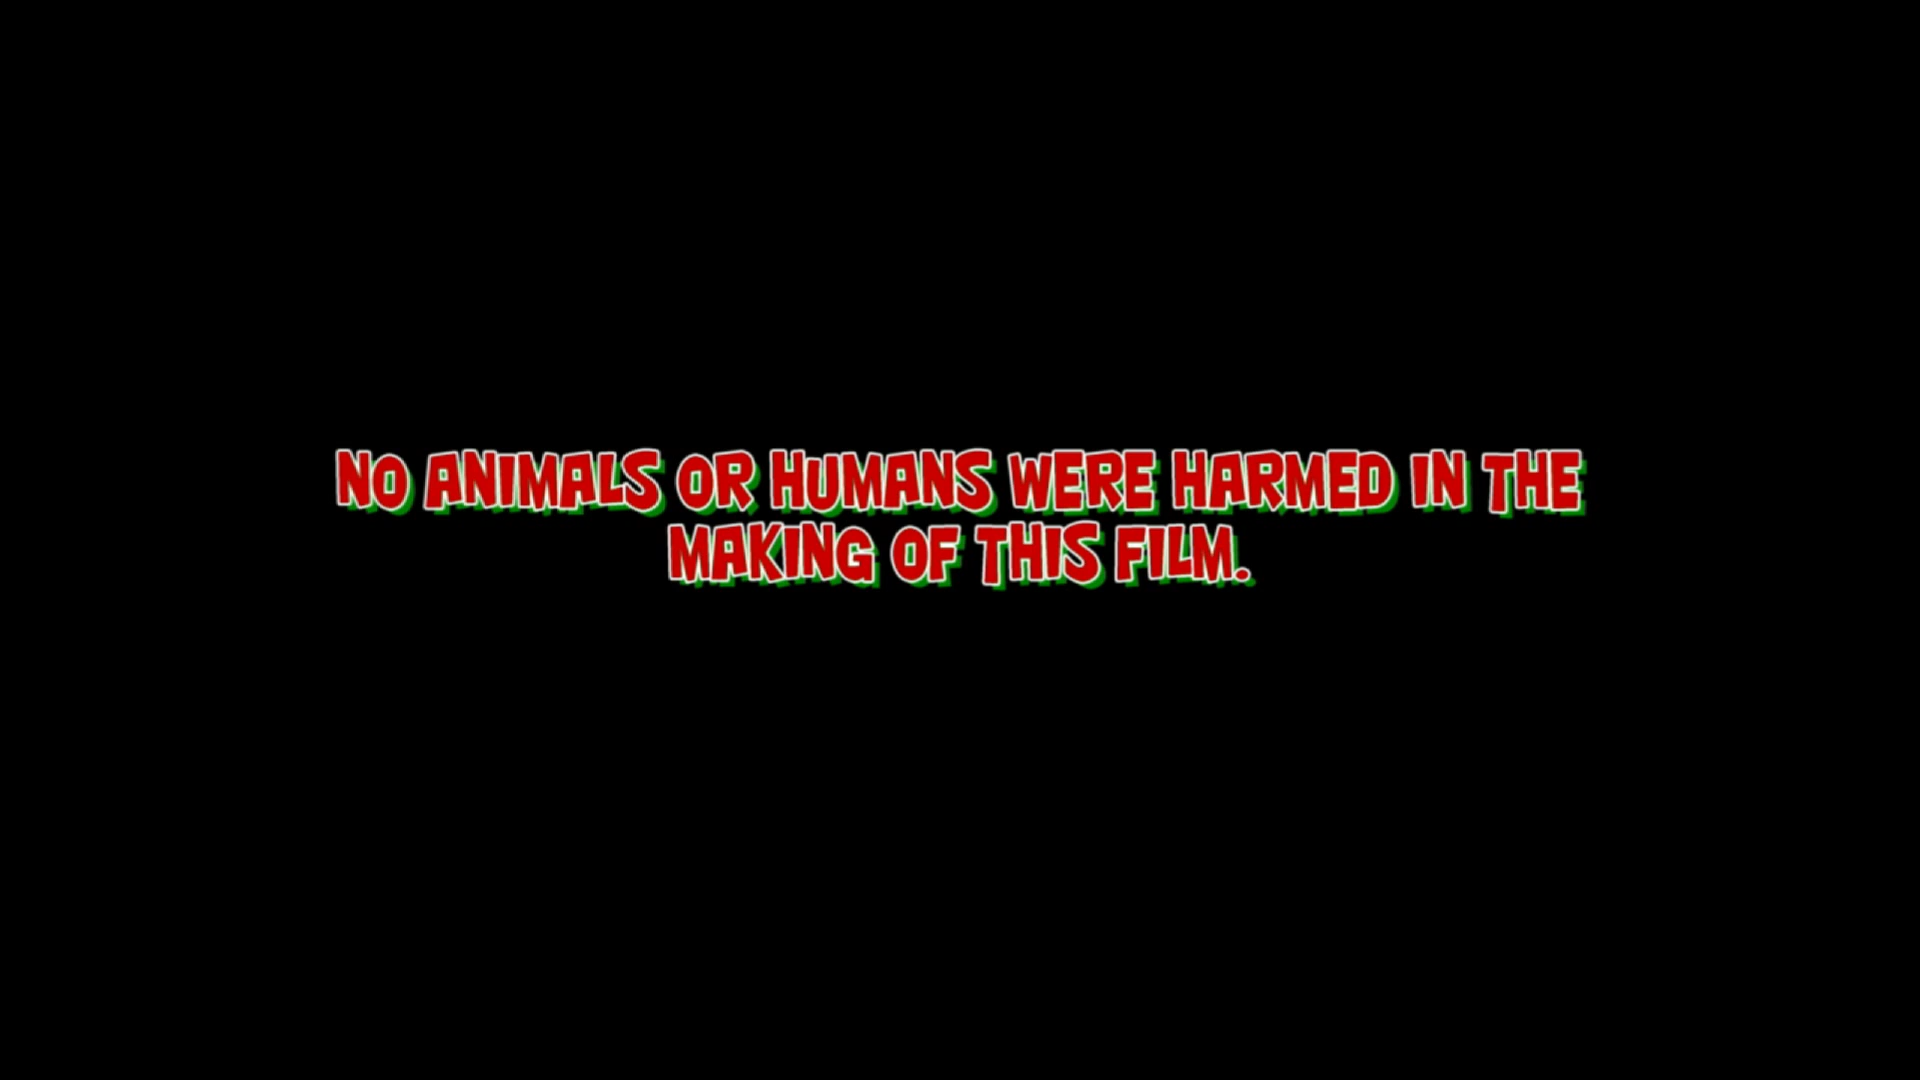 NO ANIMALS OR HUMANS WERE HARMED IN THE
MAKING OF THIS FILM.